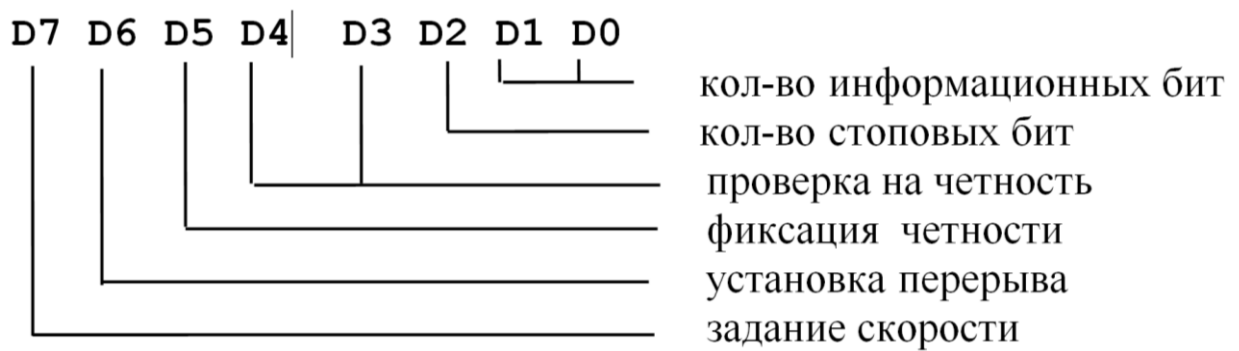 D7 D6 D5 D4 D3 D2 D1 D0
кол-во информационных бит
кол-во стоповых бит
проверка на четность
фиксация четности
установка перерыва
задание скорости